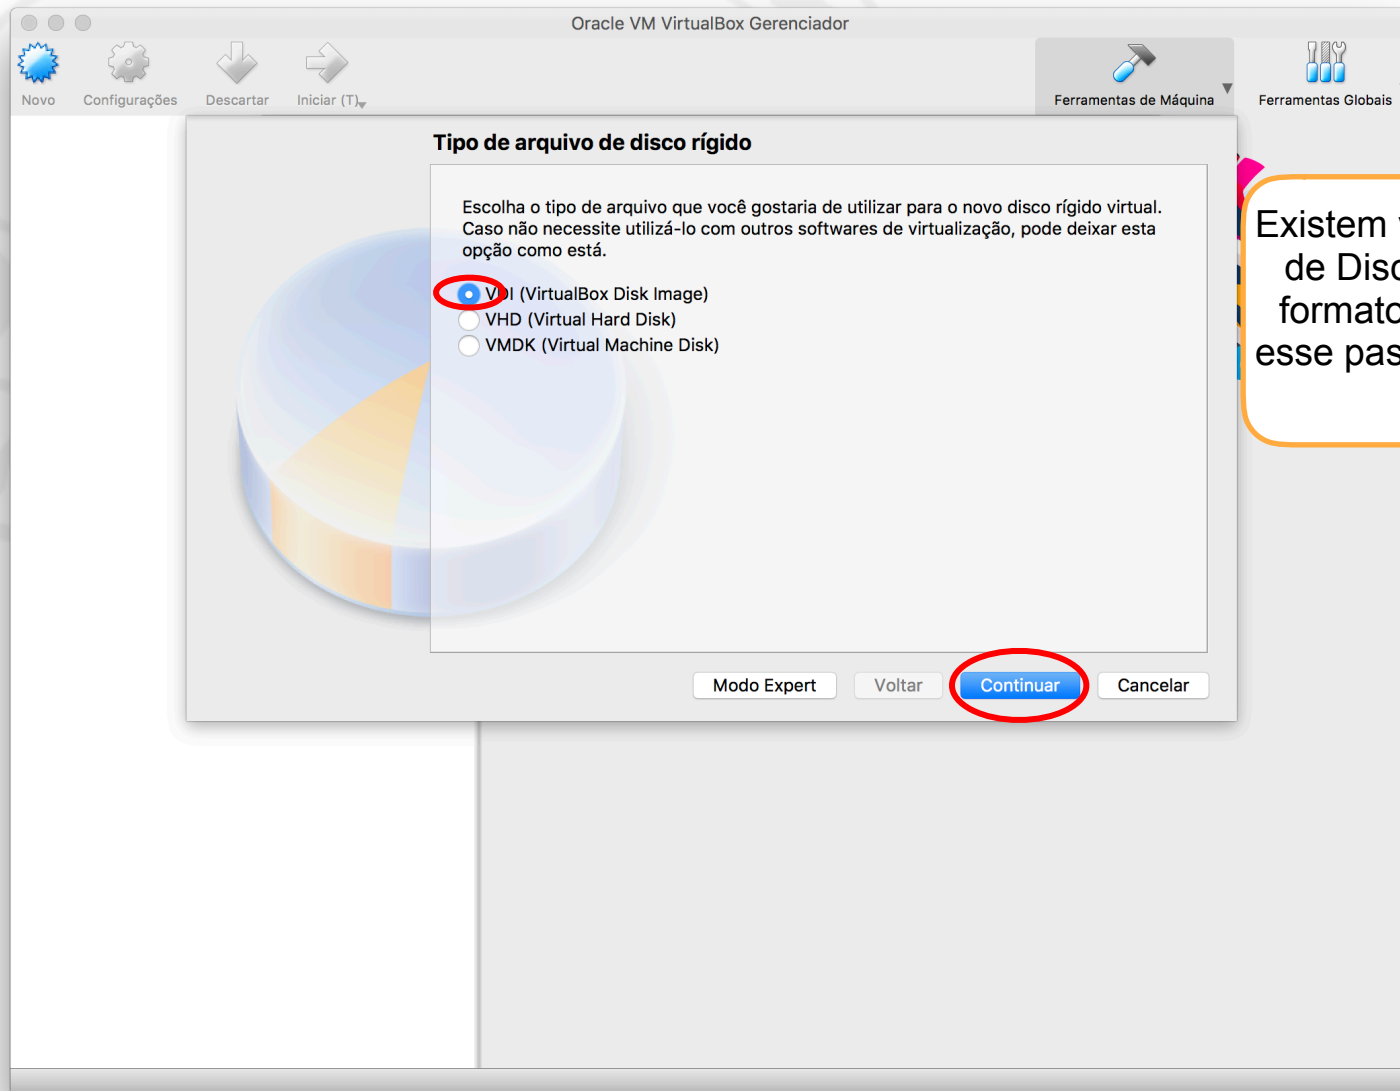 Oracle VM VirtualBox Gerenciador
Novo
Configurações
Descartar
Iniciar (T)
Ferramentas de Máquina
Ferramentas Globais
Tipo de arquivo de disco rígido
Escolha o tipo de arquivo que você gostaria de utilizar para o novo disco rígido virtual.
Caso não necessite utilizá-lo com outros softwares de virtualização, pode deixar esta
opção como está.
VDI (VirtualBox Disk Image)
VHD (Virtual Hard Disk)
VMDK (Virtual Machine Disk)
Existem
de
formato
esse
Modo Expert
Voltar
Continuar
Cancelar